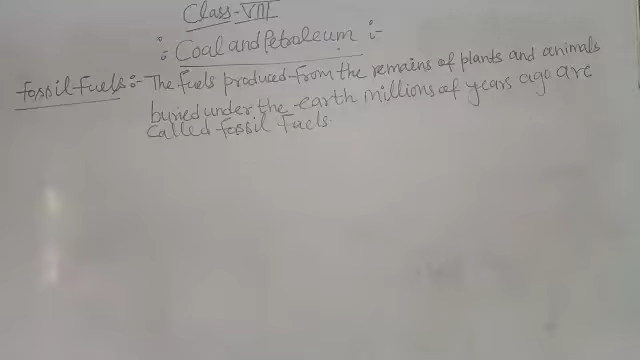 Class-VIII
:- Coal and Petroleum :-
Fossil-Fuels:- The fuels produced from the remains of plants and animals
buried under the earth millions of years ago are
called fossil fuels.